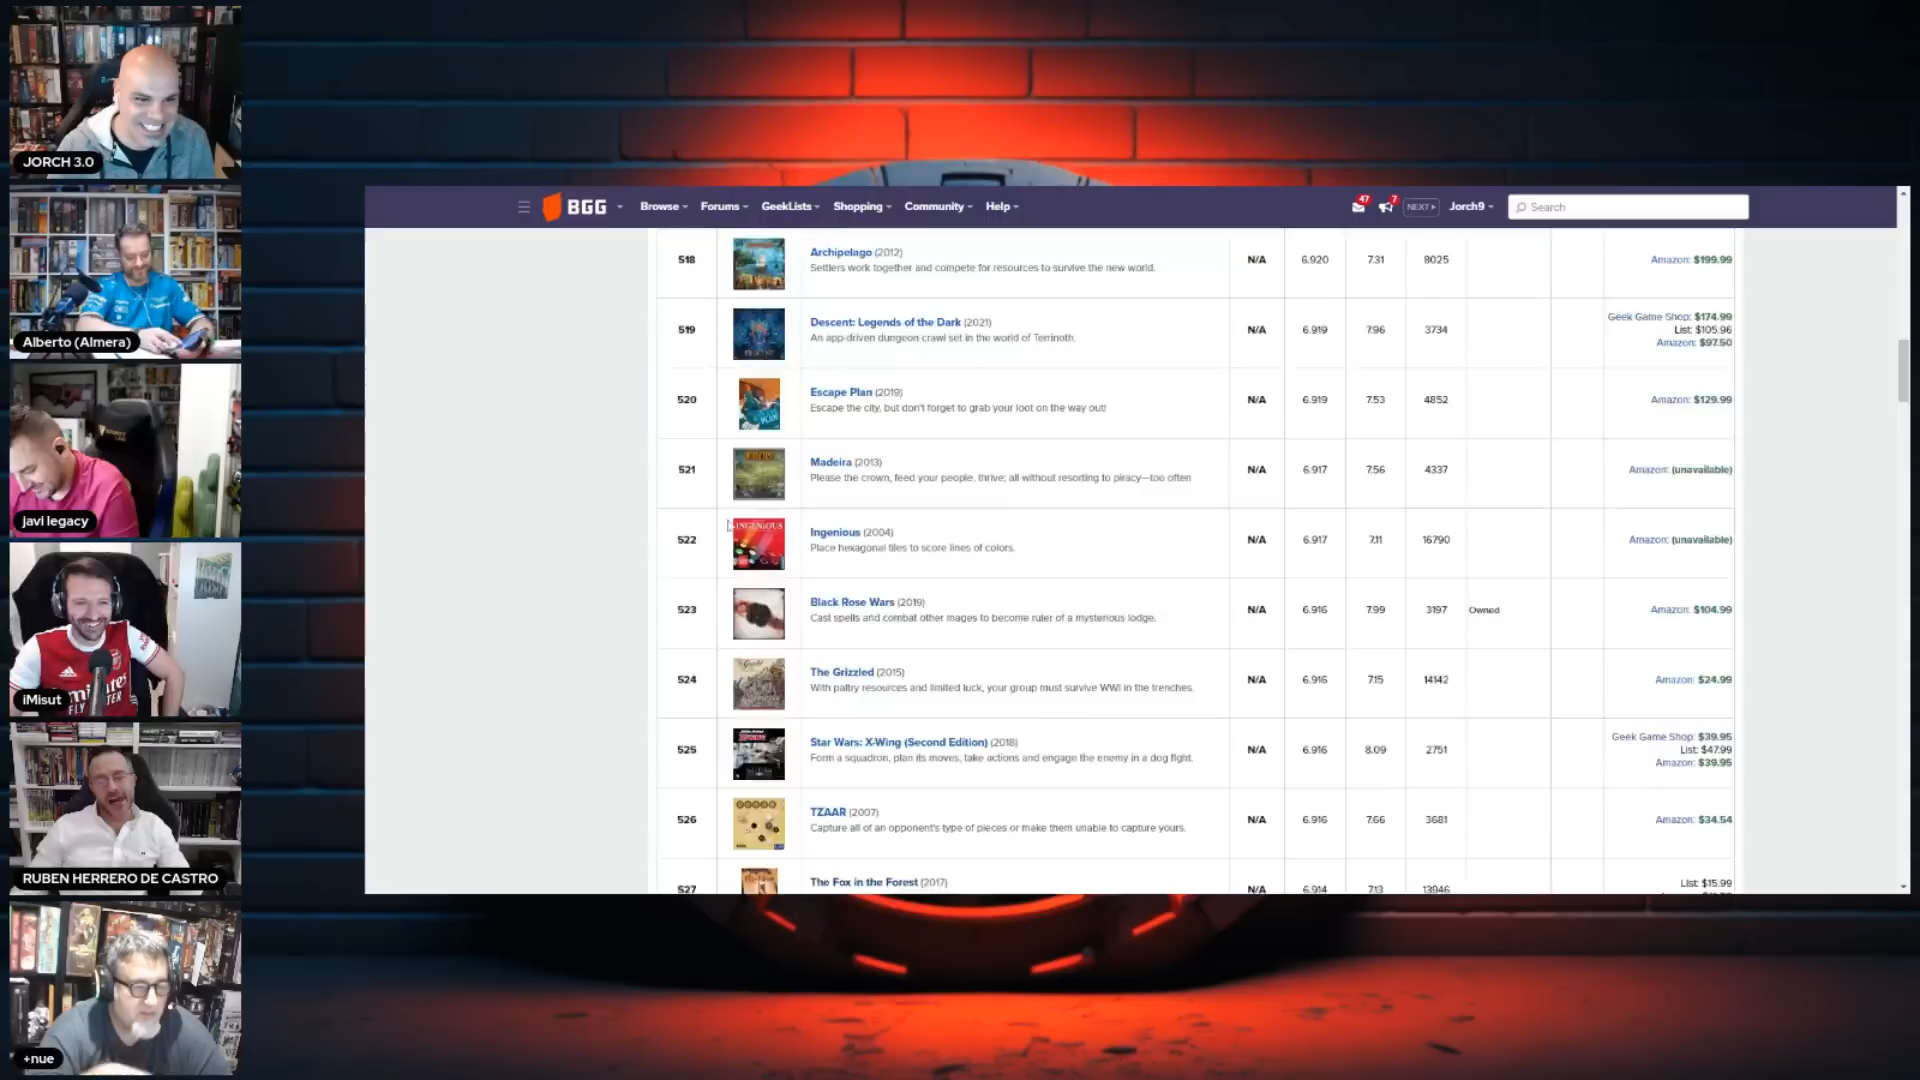 JORCH 3.0
Alberto (Almera)
javi legacy
iMisut
RUBEN HERRERO DE CASTRO
+nue
BGG
Browse
Forums
GeekLists
Shopping
Community
Help
47
7
NEXT
Jorch9
Search
518
Archipelago (2012)
Settlers work together and compete for resources to survive the new world.
N/A 6.920 7.31 8025
Amazon: $199.99
519
Descent: Legends of the Dark (2021)
An app-driven dungeon crawl set in the world of Terrinoth.
N/A 6.919 7.96 3734
Geek Game Shop: $174.99
List: $105.96
Amazon: $97.50
520
Escape Plan (2019)
Escape the city, but don't forget to grab your loot on the way out!
N/A 6.919 7.53 4852
Amazon: $129.99
521
Madeira (2013)
Please the crown, feed your people, thrive; all without resorting to piracy—too often
N/A 6.917 7.56 4337
Amazon: (unavailable)
522
INGENIOUS
Ingenious (2004)
Place hexagonal tiles to score lines of colors.
N/A 6.917 7.11 16790
Amazon: (unavailable)
523
Black Rose Wars (2019)
Cast spells and combat other mages to become ruler of a mysterious lodge.
N/A 6.916 7.99 3197 Owned
Amazon: $104.99
524
The Grizzled (2015)
With paltry resources and limited luck, your group must survive WWI in the trenches.
N/A 6.916 7.15 14142
Amazon: $24.99
525
Star Wars: X-Wing (Second Edition) (2018)
Form a squadron, plan its moves, take actions and engage the enemy in a dog fight.
N/A 6.916 8.09 2751
Geek Game Shop: $39.95
List: $47.99
Amazon: $39.95
526
TZAAR (2007)
Capture all of an opponent's type of pieces or make them unable to capture yours.
N/A 6.916 7.66 3681
Amazon: $34.54
527
The Fox in the Forest (2017)
N/A 6.914 7.13 13946
List: $15.99